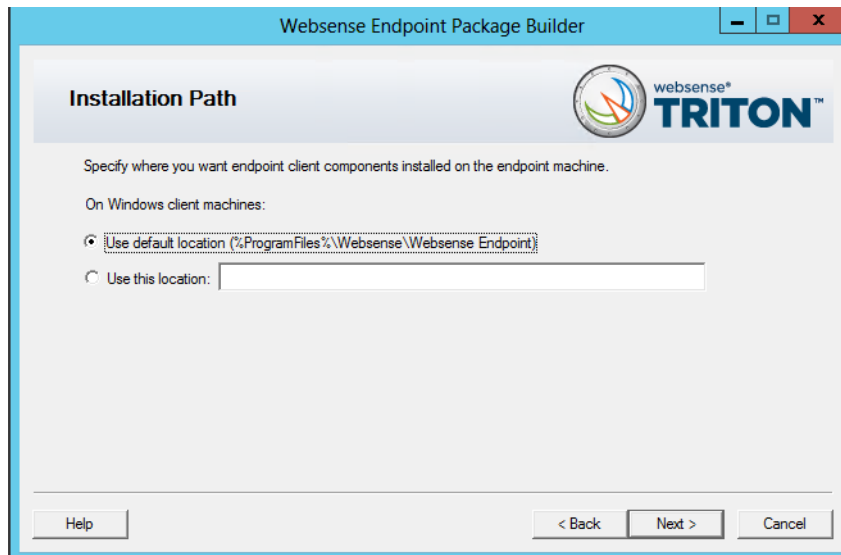 Websense Endpoint Package Builder
x
Installation Path
websense®
TRITON™
Specify where you want endpoint client components installed on the endpoint machine.
On Windows client machines:
Use default location (%ProgramFiles%\Websense\Websense Endpoint)
Use this location:
Help
< Back
Next >
Cancel